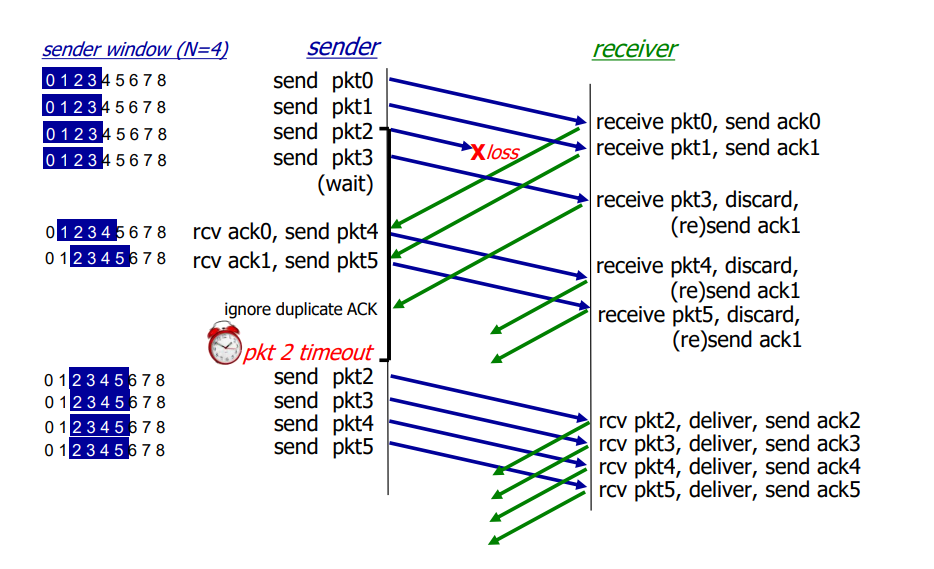 sender window (N=4) sender receiver
0 1 2 3 4 5 6 7 8 send pkt0
0 1 2 3 4 5 6 7 8 send pkt1
0 1 2 3 4 5 6 7 8 send pkt2
0 1 2 3 4 5 6 7 8 send pkt3
(wait)
X loss
receive pkt0, send ack0
receive pkt1, send ack1
receive pkt3, discard,
(re)send ack1
0 1 2 3 4 5 6 7 8 rcv ack0, send pkt4
0 1 2 3 4 5 6 7 8 rcv ack1, send pkt5
receive pkt4, discard,
(re)send ack1
ignore duplicate ACK
receive pkt5, discard,
(re)send ack1
pkt 2 timeout
0 1 2 3 4 5 6 7 8 send pkt2
0 1 2 3 4 5 6 7 8 send pkt3
0 1 2 3 4 5 6 7 8 send pkt4
0 1 2 3 4 5 6 7 8 send pkt5
rcv pkt2, deliver, send ack2
rcv pkt3, deliver, send ack3
rcv pkt4, deliver, send ack4
rcv pkt5, deliver, send ack5